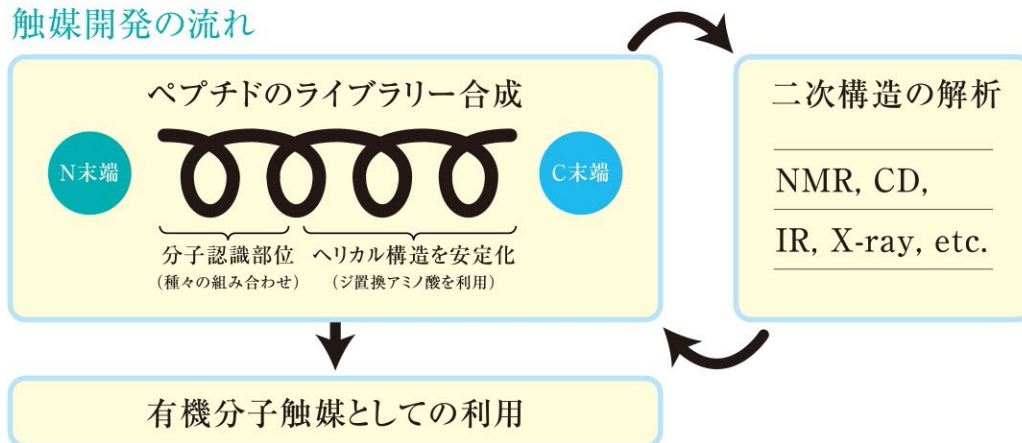 触媒開発の流れ
ペプチドのライブラリー合成
N末端
C末端
分子認識部位
(種々の組み合わせ)
ヘリカル構造を安定化
(ジ置換アミノ酸を利用)
二次構造の解析
NMR, CD,
IR, X-ray, etc.
有機分子触媒としての利用